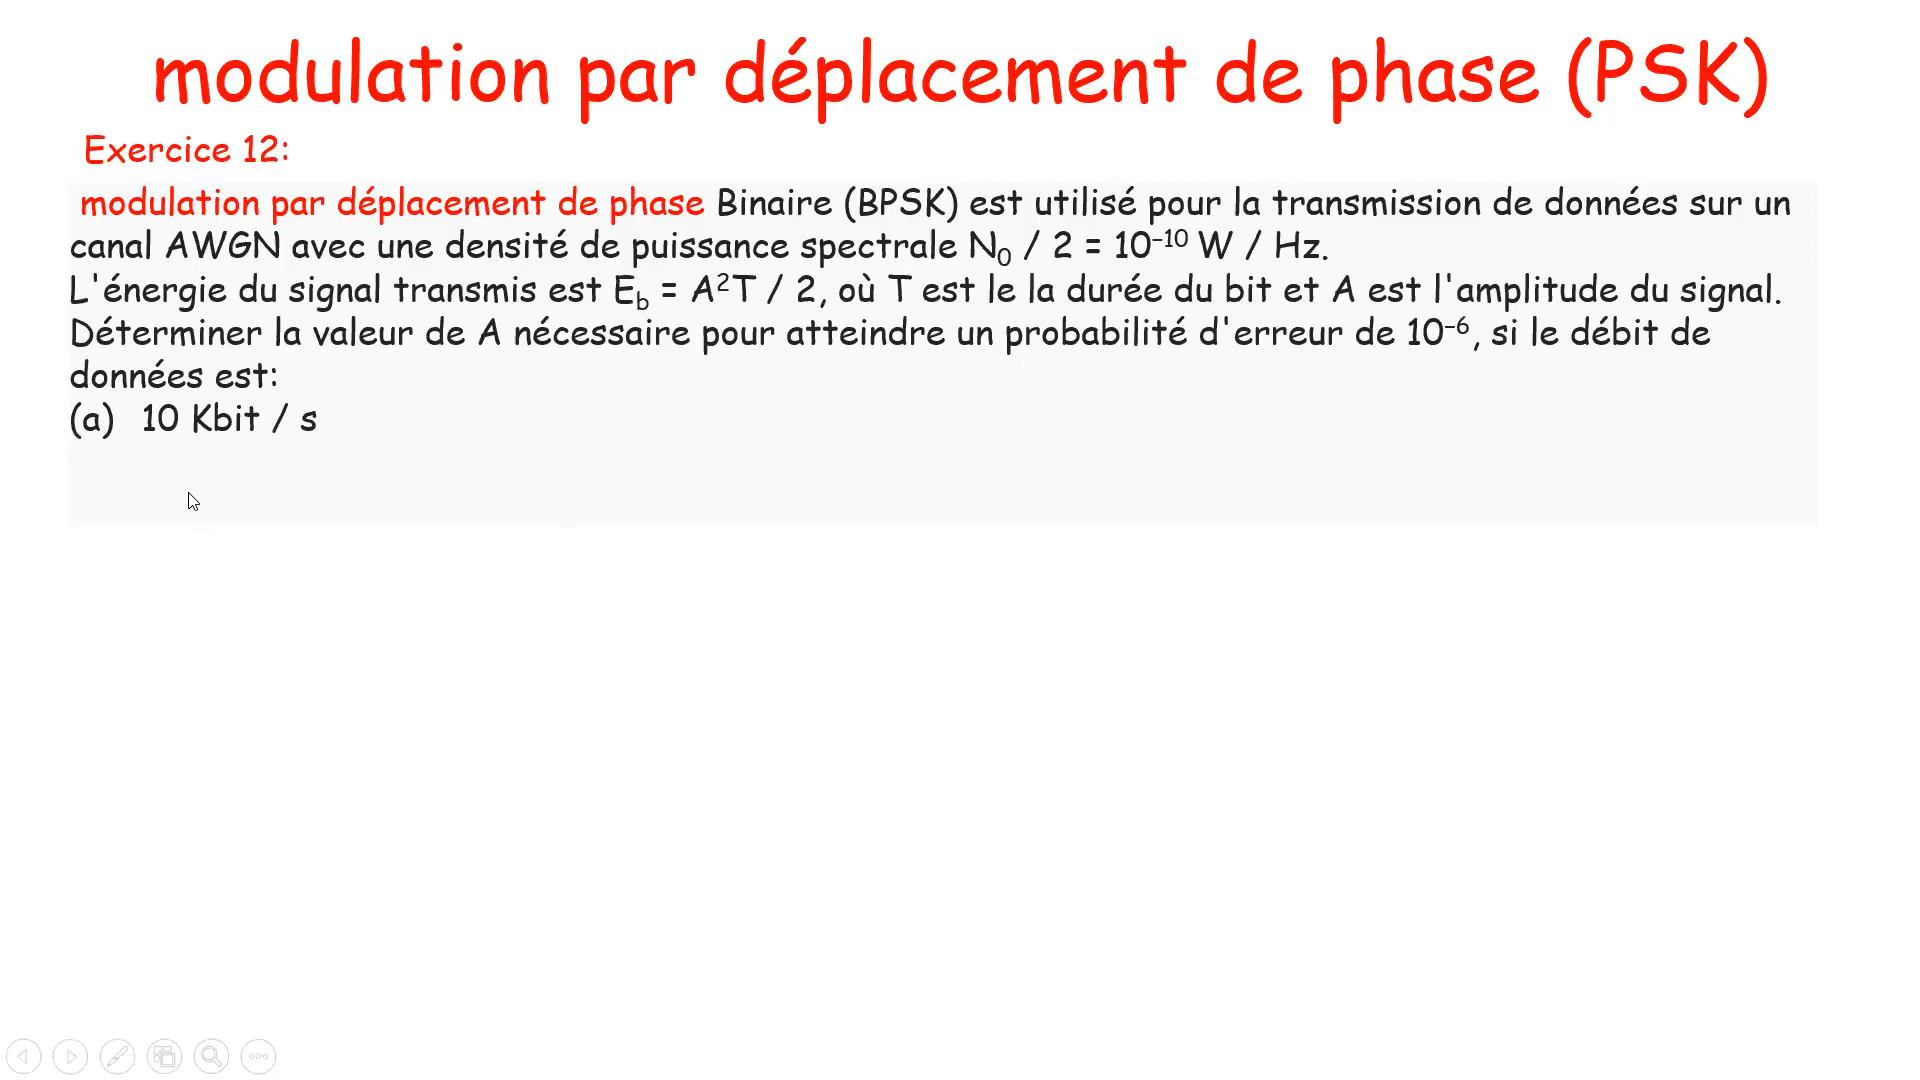 modulation par déplacement de phase (PSK)
Exercice 12:
modulation par déplacement de phase Binaire (BPSK) est utilisé pour la transmission de données sur un
canal AWGN avec une densité de puissance spectrale N₀ / 2 = 10⁻¹⁰ W / Hz.
L'énergie du signal transmis est E_b = A²T / 2, où T est le la durée du bit et A est l'amplitude du signal.
Déterminer la valeur de A nécessaire pour atteindre un probabilité d'erreur de 10⁻⁶, si le débit de
données est:
(a) 10 Kbit / s